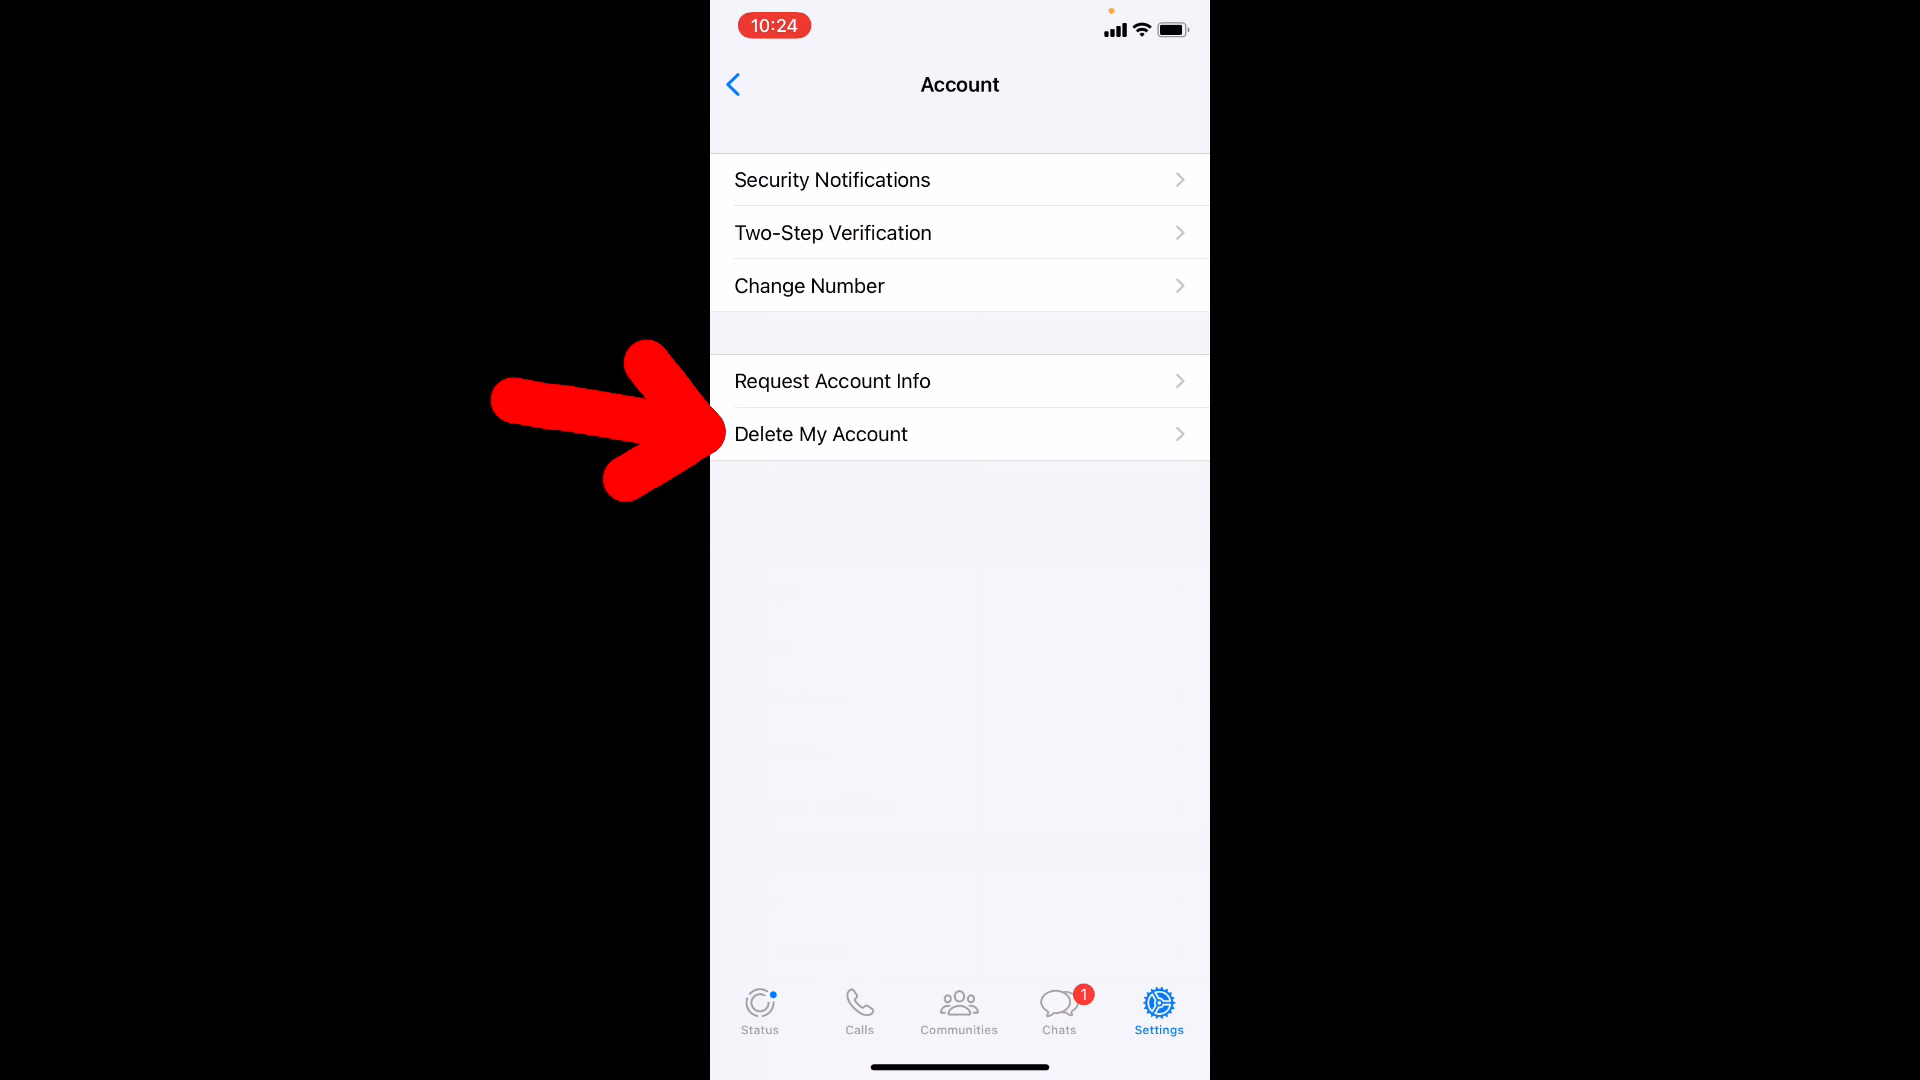 10:24
Account
Security Notifications
Two-Step Verification
Change Number
Request Account Info
Delete My Account
1
Status
Calls
Communities
Chats
Settings